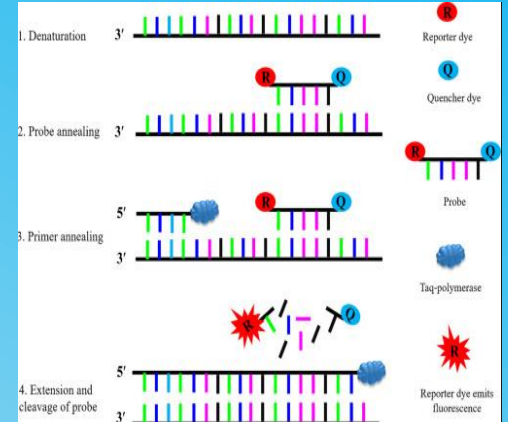 1. Denaturation
3'
R
Reporter dye
Q
Quencher dye
R
Q
2. Probe annealing
3'
R
Q
Probe
5'
R
Q
3. Primer annealing
3'
Taq-polymerase
R
Q
5'
R
Reporter dye emits
fluorescence
4. Extension and
cleavage of probe
3'